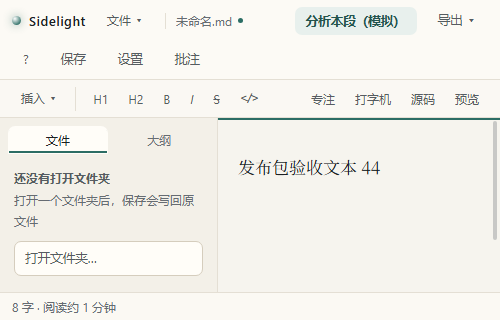 Sidelight 文件 未命名.md 分析本段（模拟） 导出
? 保存 设置 批注
插入 H1 H2 B I S </> 专注 打字机 源码 预览
文件 大纲
还没有打开文件夹
打开一个文件夹后，保存会写回原
文件
打开文件夹...
发布包验收文本 44
8 字 · 阅读约 1 分钟